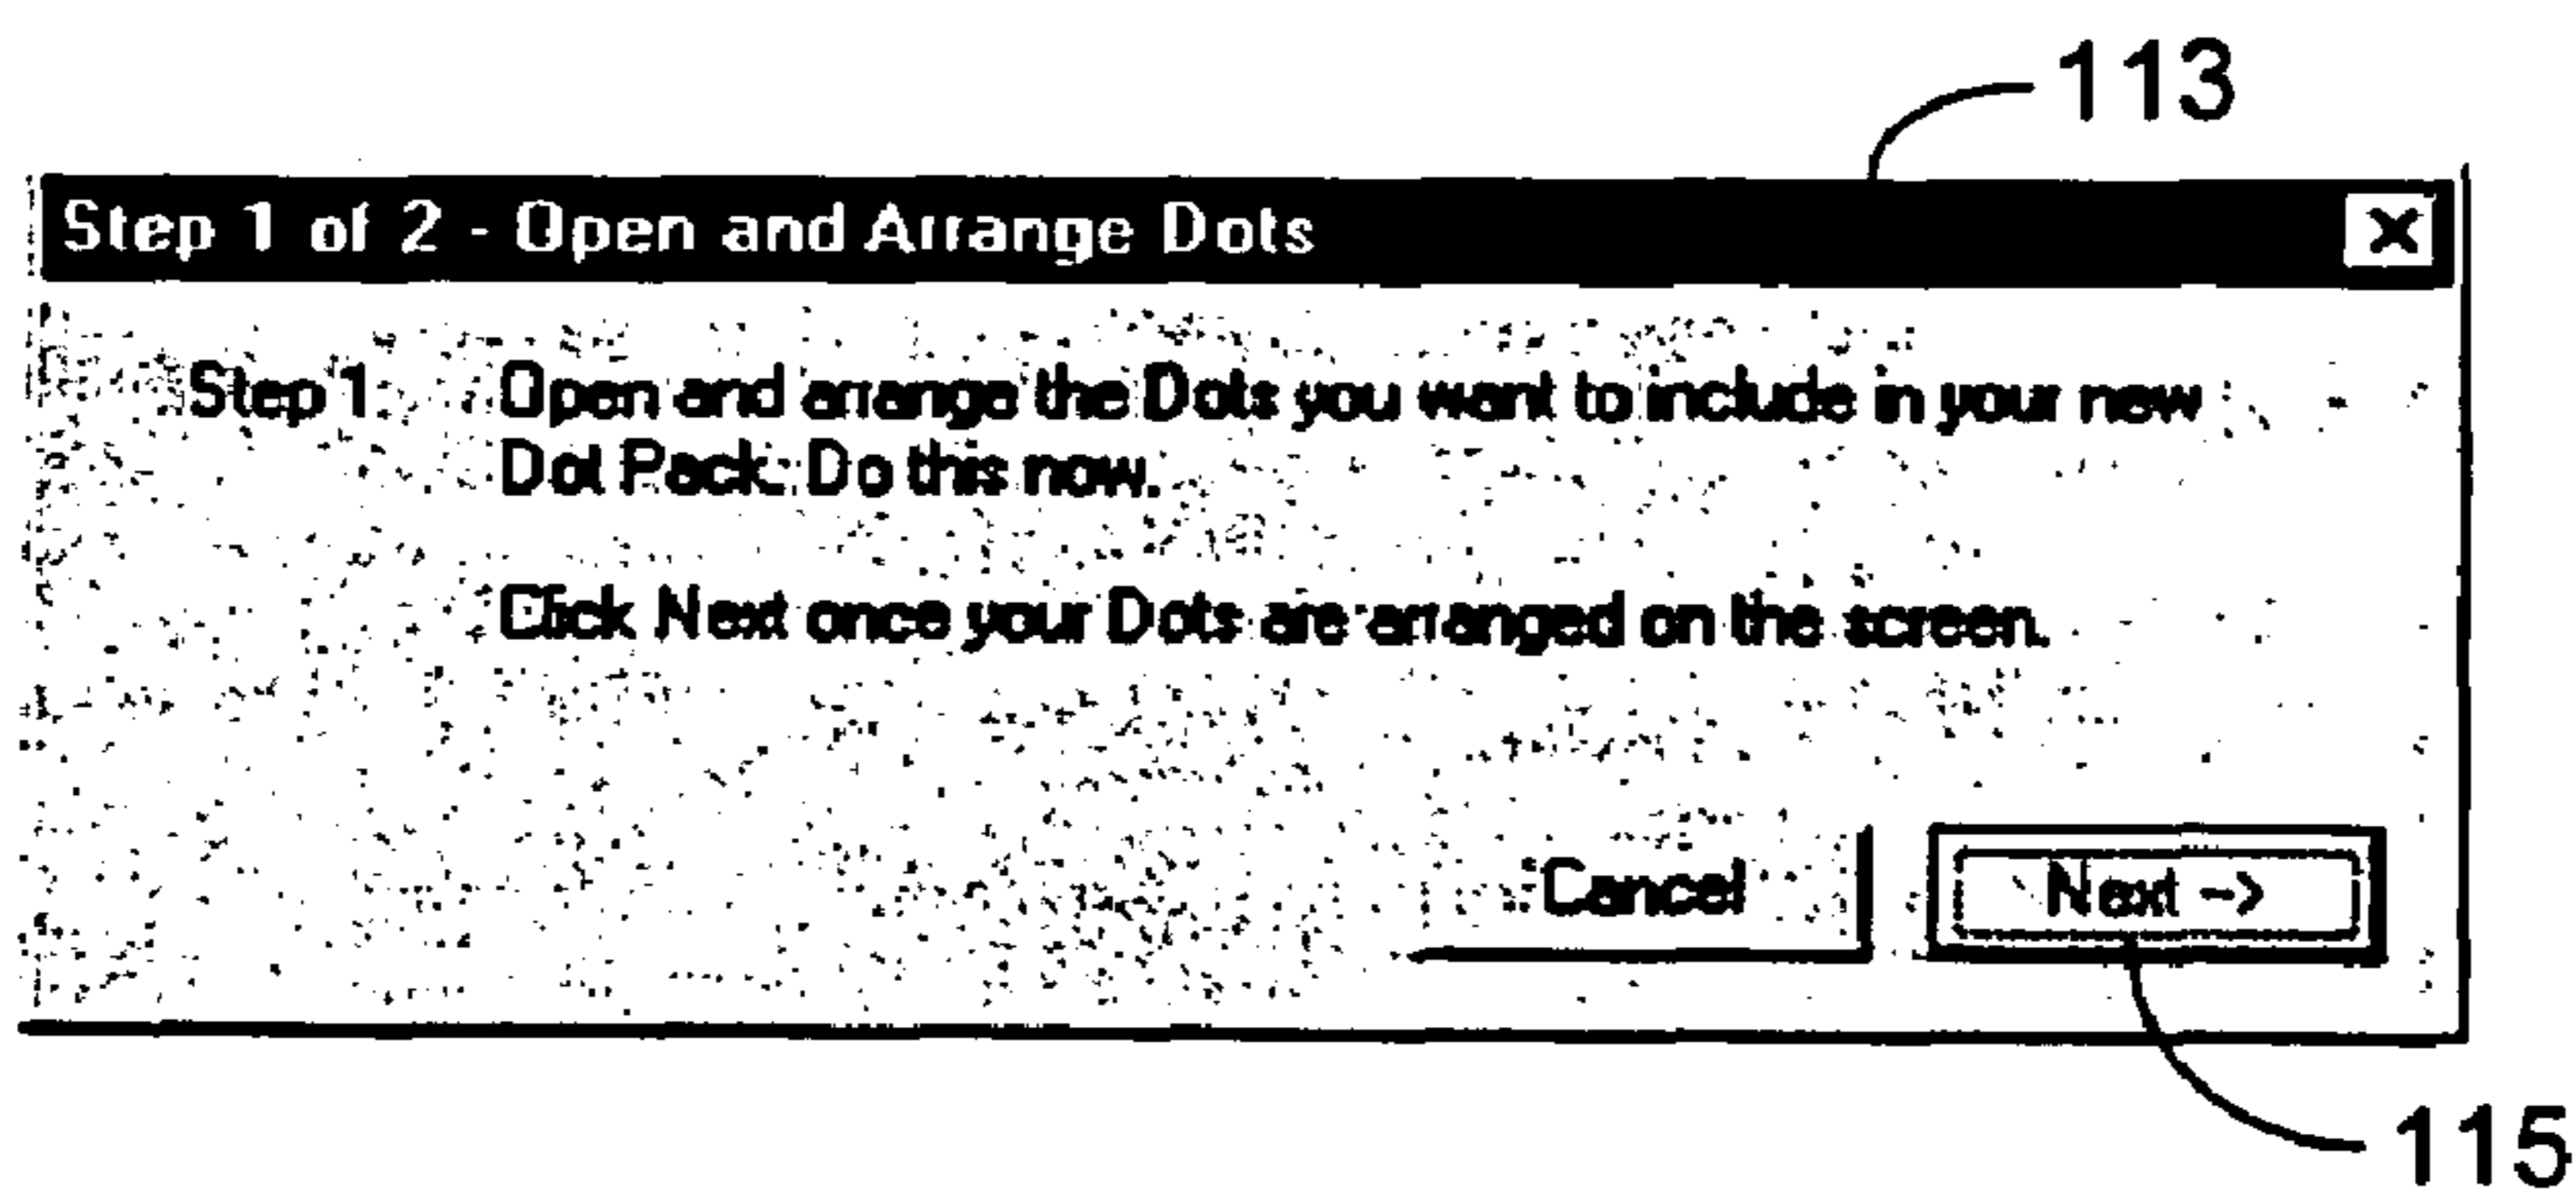 113
Step 1 of 2 - Open and Arrange Dots
Step 1: Open and arrange the Dots you want to include in your new
Dot Pack. Do this now.
Click Next once your Dots are arranged on the screen.
Cancel Next ->
115